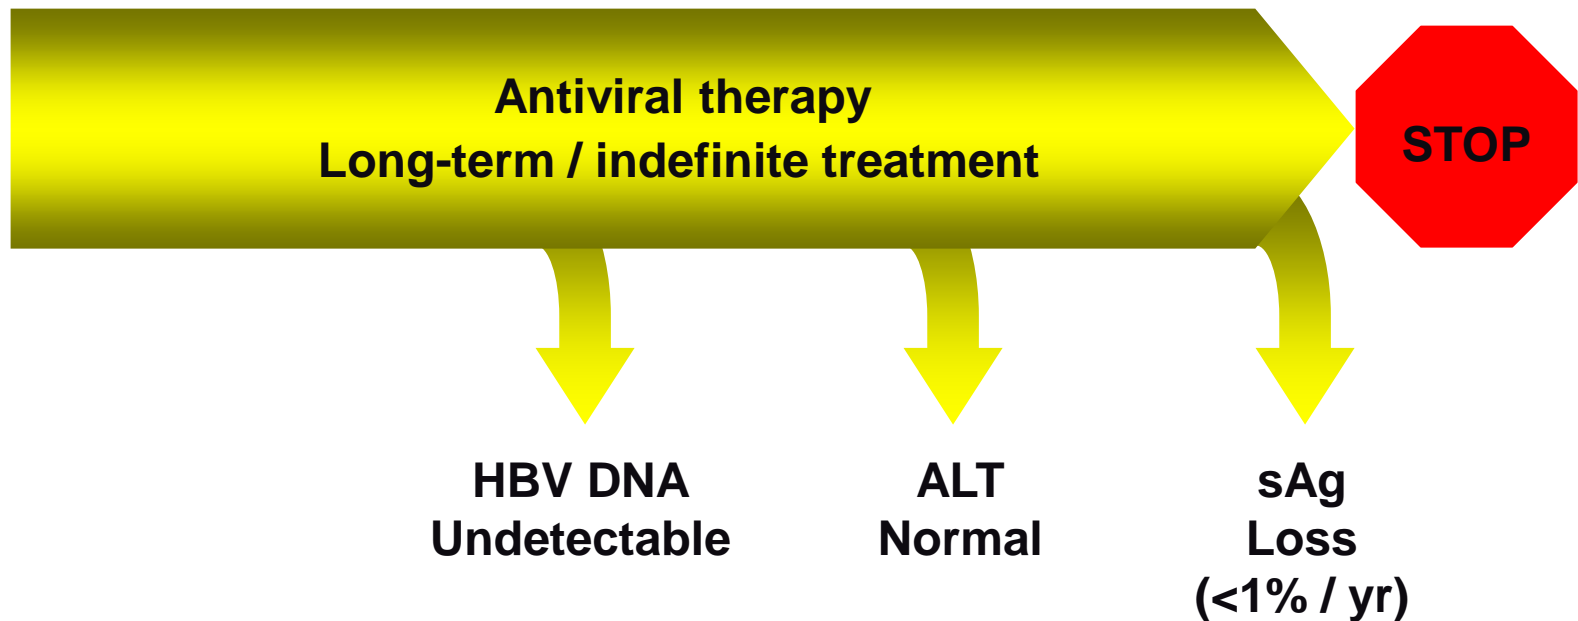 Antiviral therapy
Long-term / indefinite treatment
STOP
HBV DNA
Undetectable
ALT
Normal
sAg
Loss
(<1% / yr)